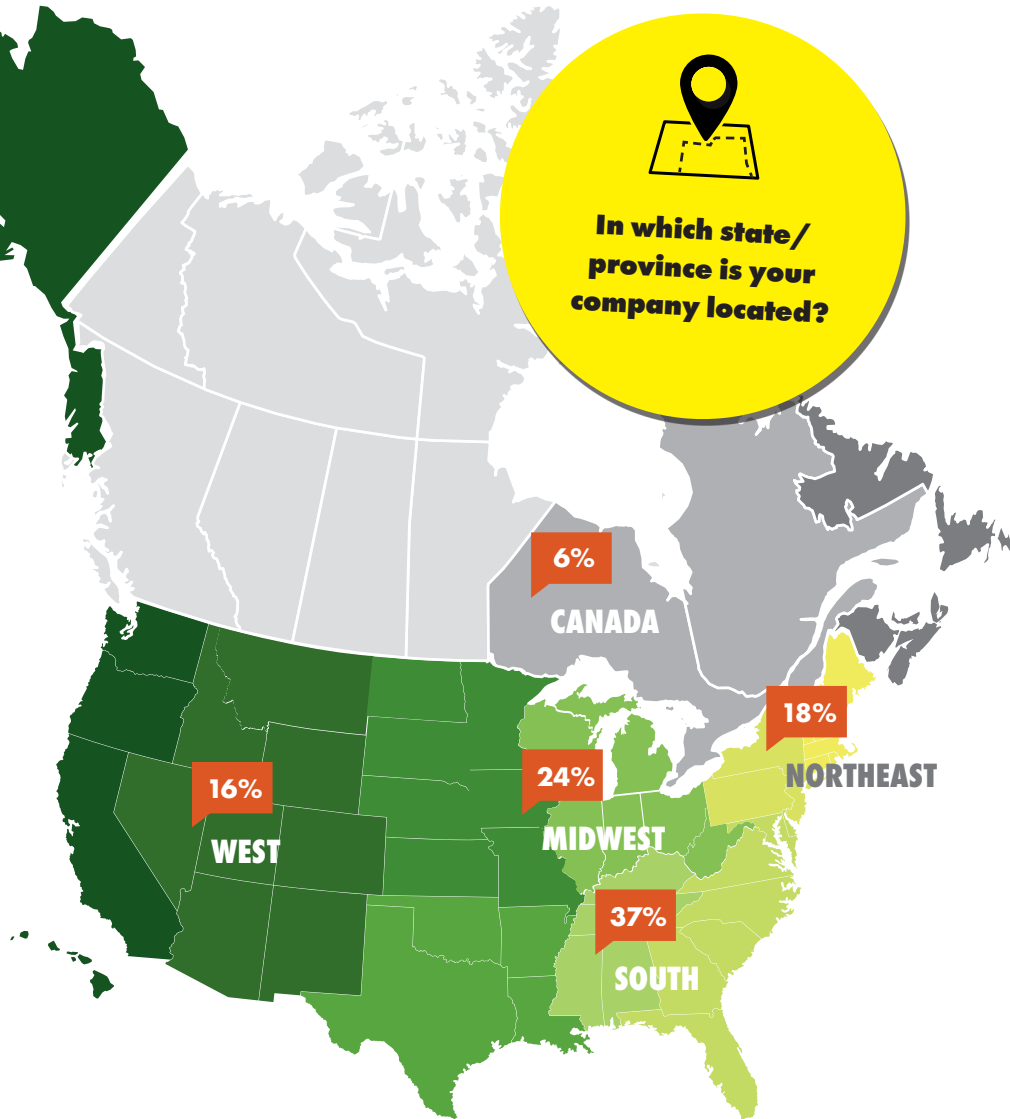 In which state/
province is your
company located?
6%
CANADA
18%
NORTHEAST
16%
WEST
24%
MIDWEST
37%
SOUTH